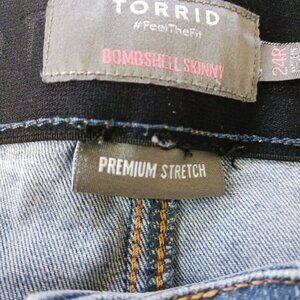 TORRID
#FeelTheFit
BOMBSHELL SKINNY
24R
PREMIUM STRETCH